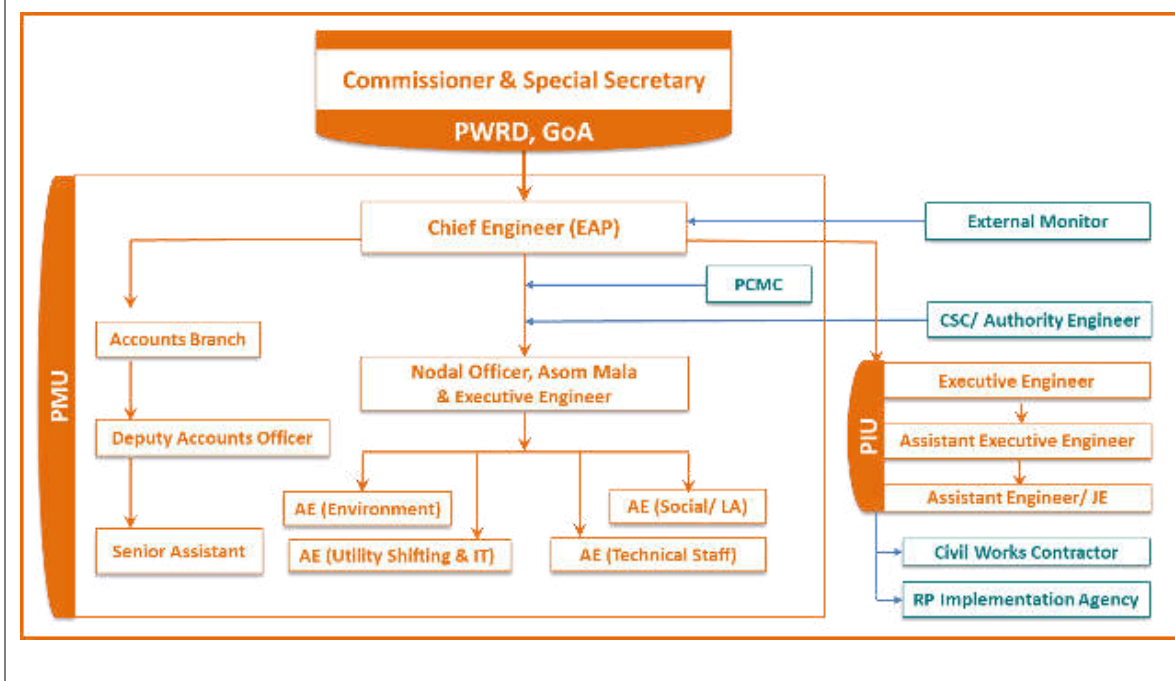 Commissioner & Special Secretary
PWRD, GoA
PMU
Chief Engineer (EAP)
External Monitor
PCMC
CSC/ Authority Engineer
Accounts Branch
Nodal Officer, Asom Mala
& Executive Engineer
Deputy Accounts Officer
Senior Assistant
AE (Environment)
AE (Social/ LA)
AE (Utility Shifting & IT)
AE (Technical Staff)
PIU
Executive Engineer
Assistant Executive Engineer
Assistant Engineer/ JE
Civil Works Contractor
RP Implementation Agency